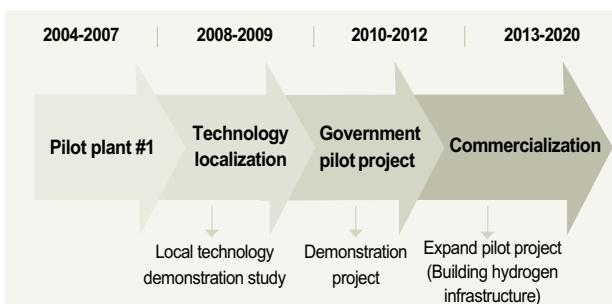 2004-2007 | 2008-2009 | 2010-2012 | 2013-2020
Pilot plant #1
Technology
localization
Government
pilot project
Commercialization
Local technology
demonstration study
Demonstration
project
Expand pilot project
(Building hydrogen
infrastructure)